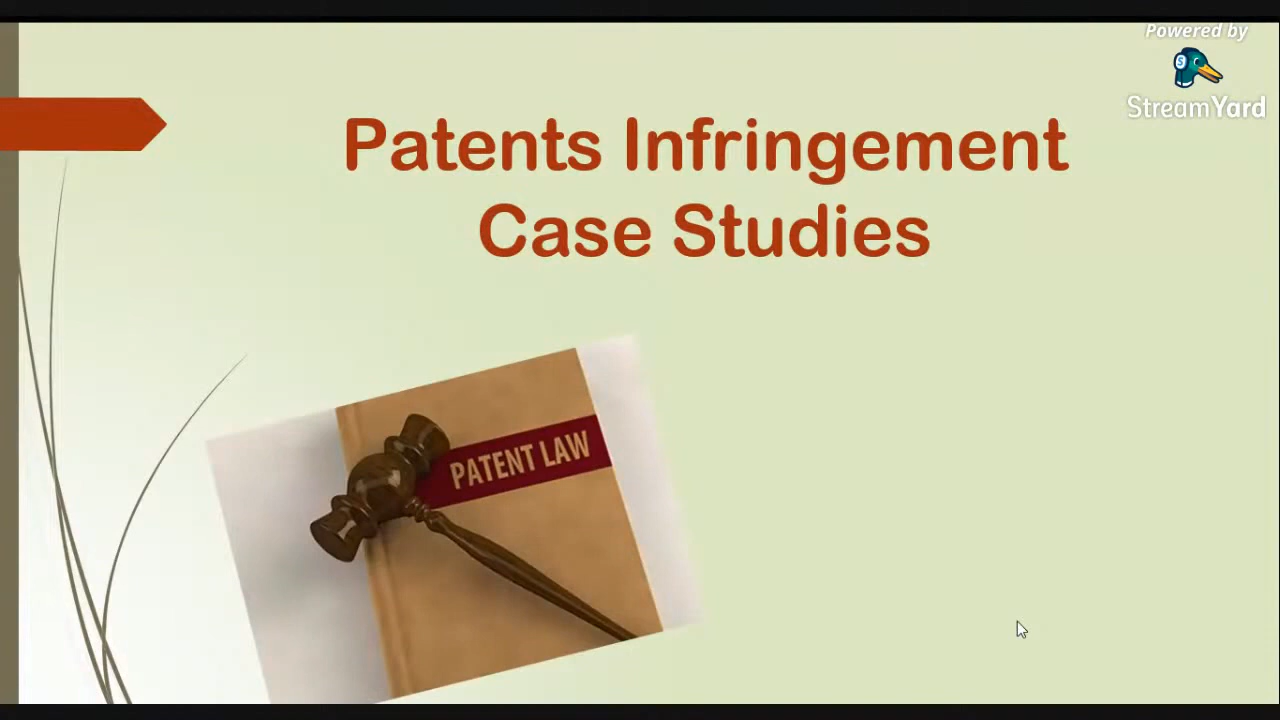 Powered by
StreamYard
Patents Infringement
Case Studies
PATENT LAW